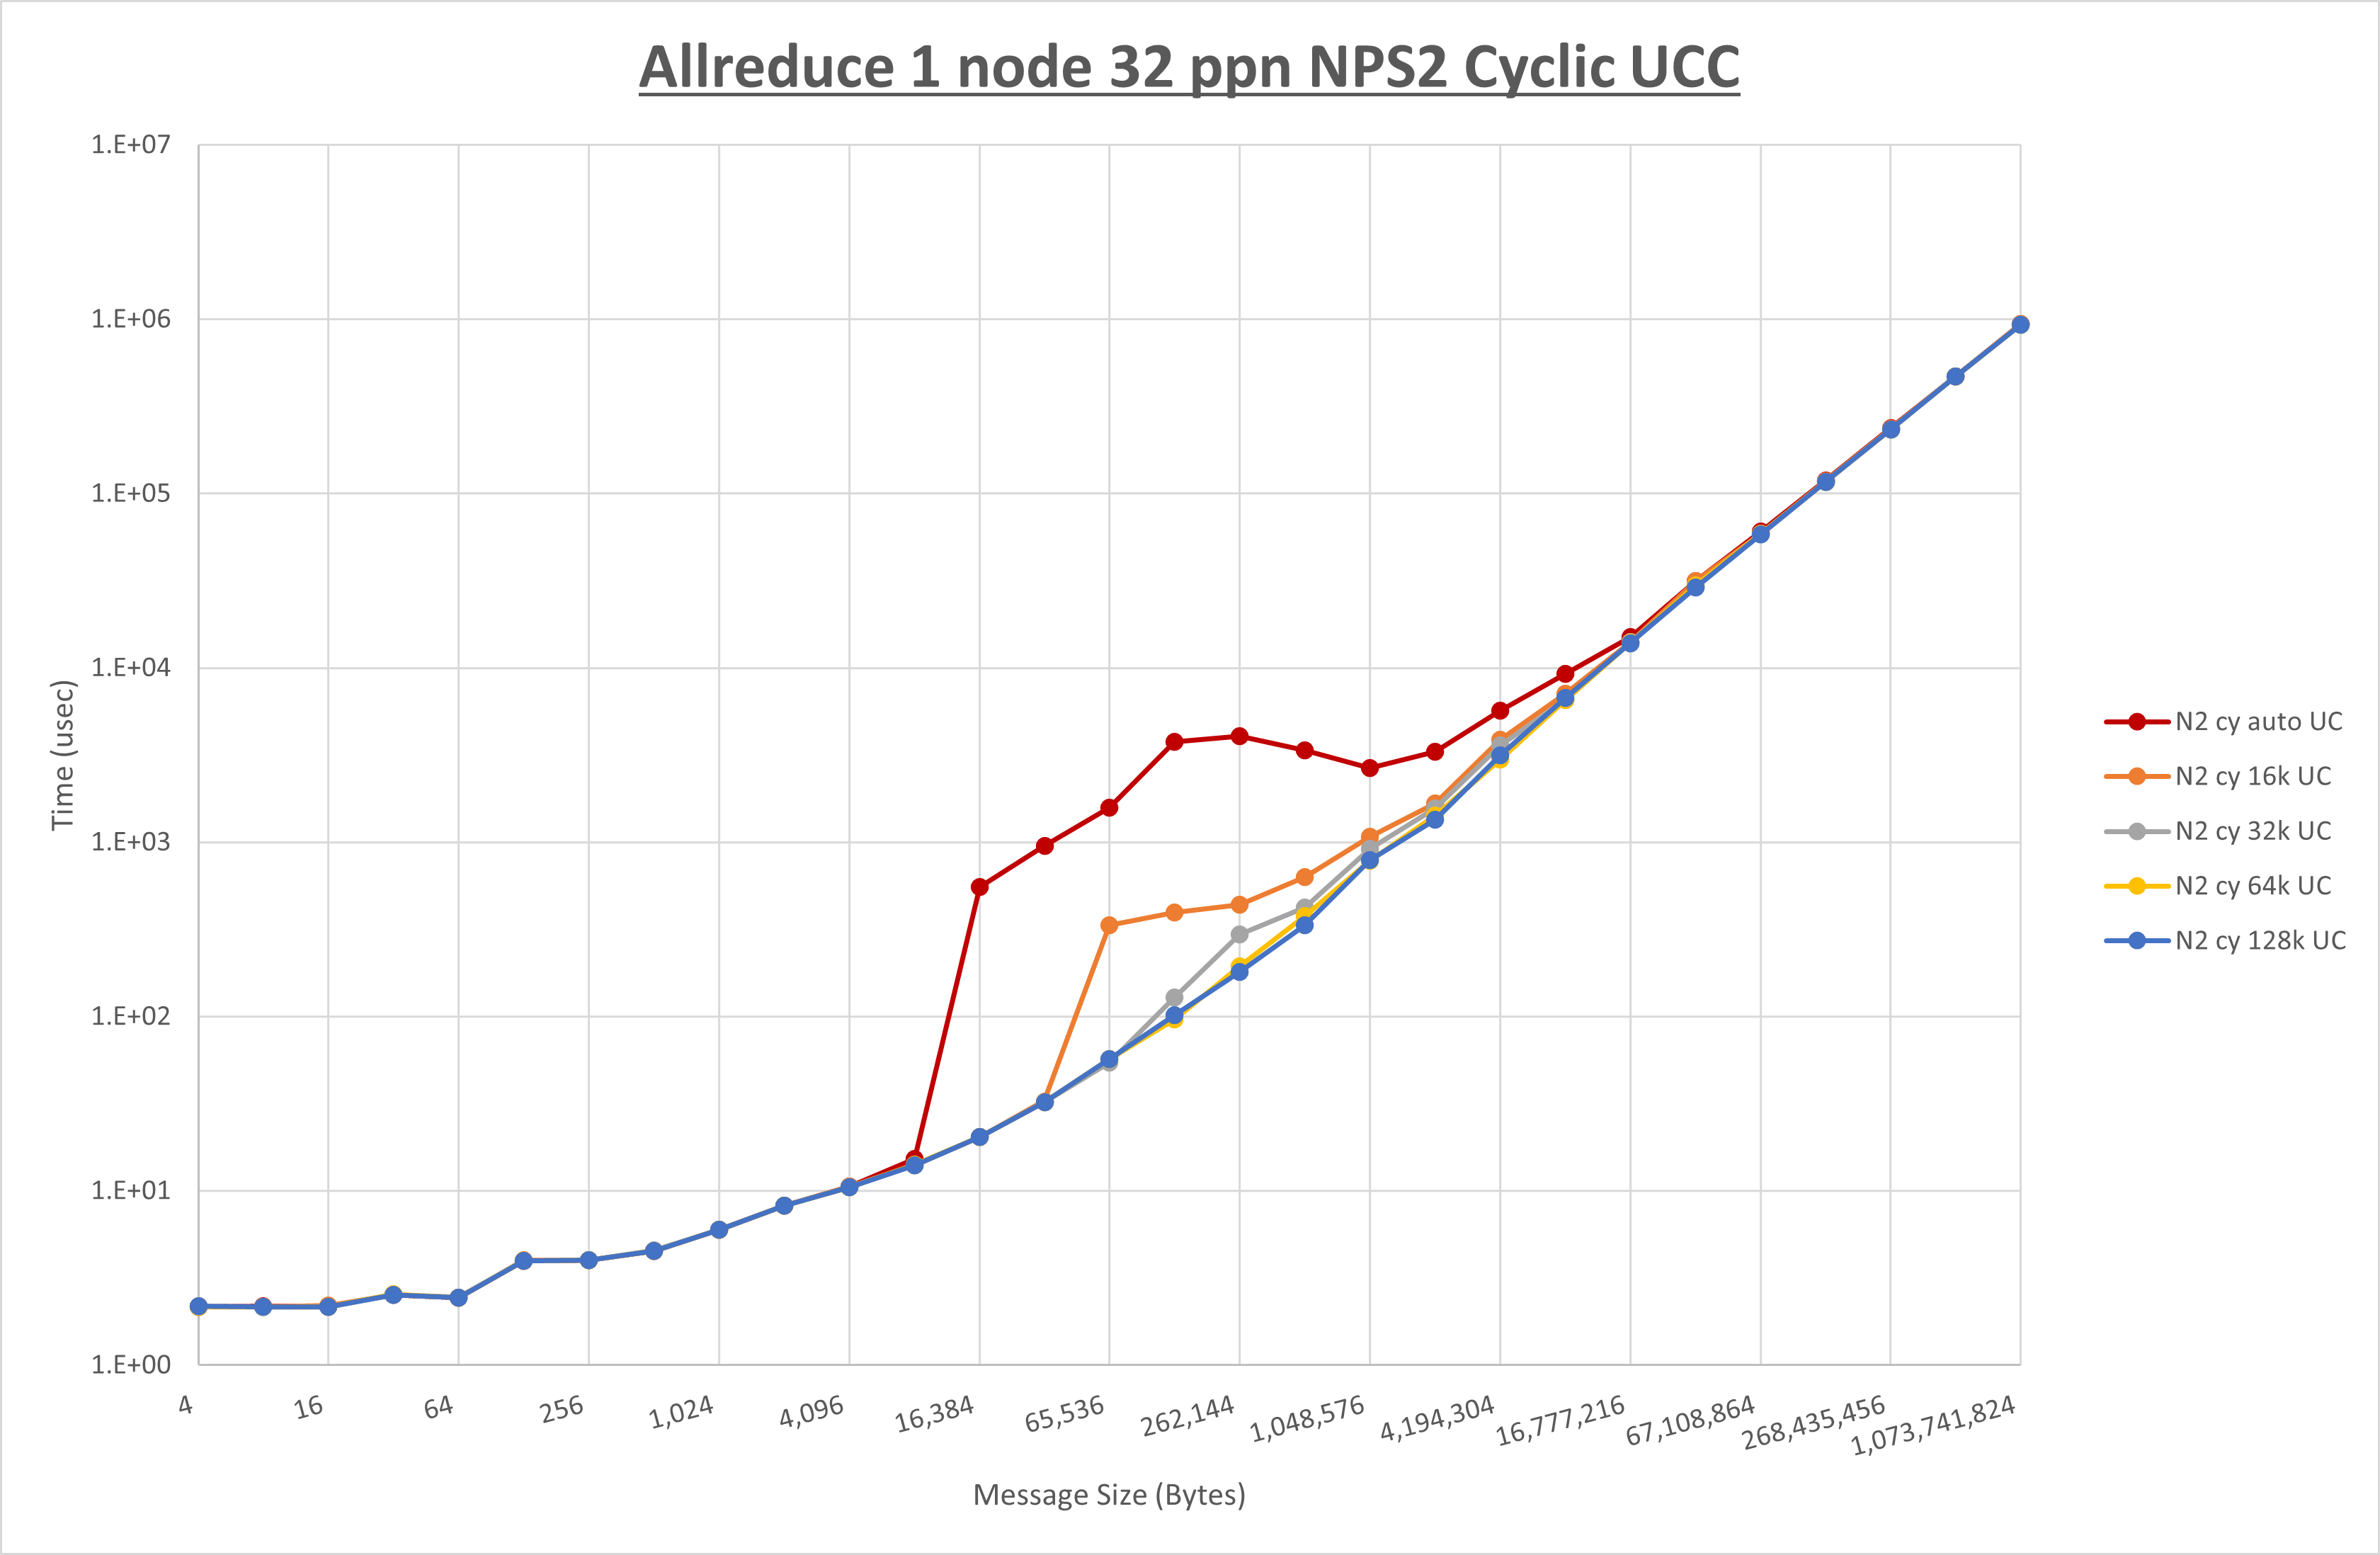 Allreduce 1 node 32 ppn NPS2 Cyclic UCC
1.E+07
1.E+06
1.E+05
1.E+04
1.E+03
1.E+02
1.E+01
1.E+00
Time (usec)
4
16
64
256
1,024
4,096
16,384
65,536
262,144
1,048,576
4,194,304
16,777,216
67,108,864
268,435,456
1,073,741,824
Message Size (Bytes)
N2 cy auto UC
N2 cy 16k UC
N2 cy 32k UC
N2 cy 64k UC
N2 cy 128k UC